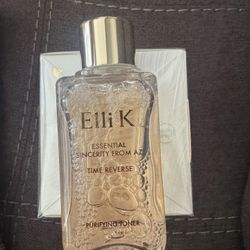 Elli K
ESSENTIAL
SINCERITY FROM AZ
TIME REVERSE
PURIFYING TONER